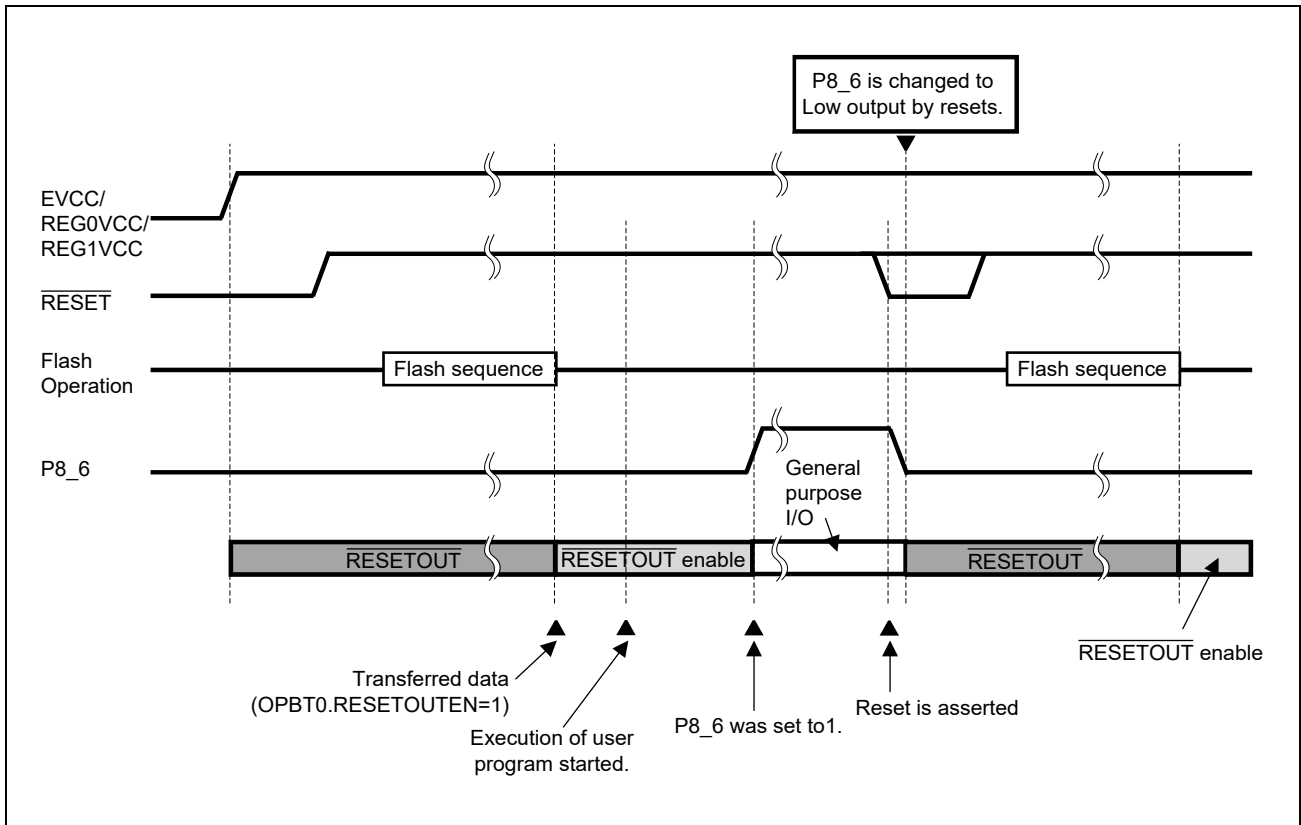 P8_6 is changed to
Low output by resets.
EVCC/
REG0VCC/
REG1VCC
RESET
Flash
Operation
Flash sequence
Flash sequence
P8_6
General
purpose
I/O
RESETOUT
RESETOUT enable
RESETOUT
RESETOUT enable
Transferred data
(OPBT0.RESETOUTEN=1)
Execution of user
program started.
P8_6 was set to1.
Reset is asserted